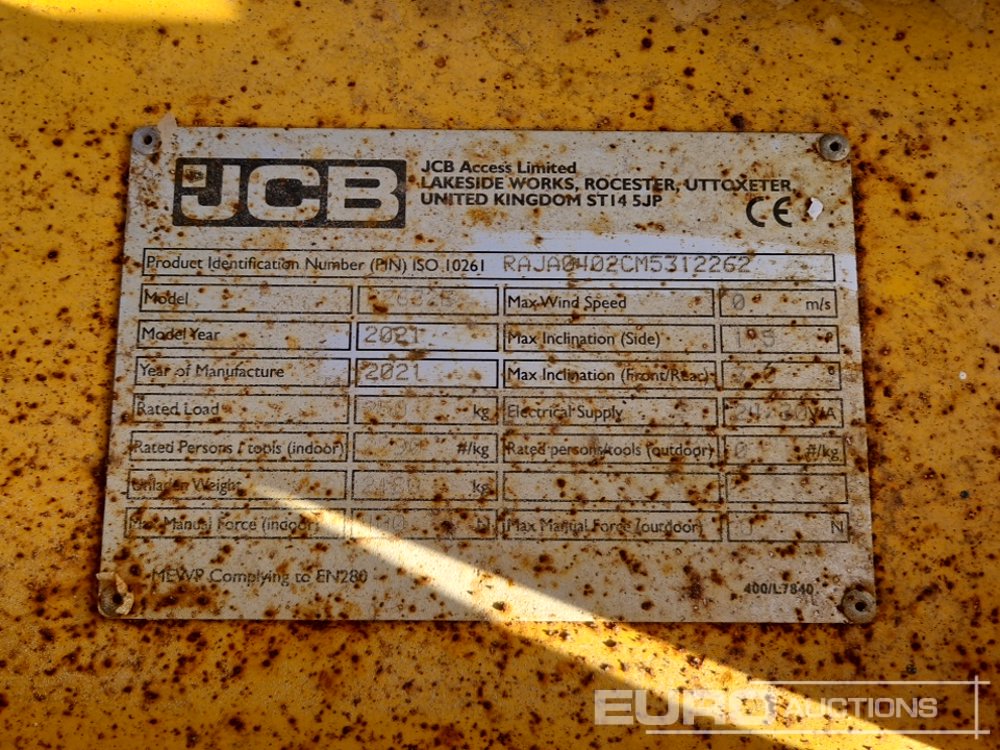 JCB
JCB Access Limited
LAKESIDE WORKS, ROCESTER, UTTOXETER
UNITED KINGDOM ST14 5JP
CE
Product Identification Number (PIN) ISO 10261 RAJA0402CM5312262
Model Max Wind Speed 0 m/s
Model Year 2021 Max Inclination (Side) 1.5 º
Year of Manufacture 2021 Max Inclination (Front/Rear) º
Rated Load kg Electrical Supply V/A
Rated Persons / tools (indoor) #/kg Rated persons/tools (outdoor) #/kg
Unladen Weight kg
Max Manual Force (indoor) N Max Manual Force (outdoor) N
MEWP Complying to EN280
400/L7840
EURO AUCTIONS